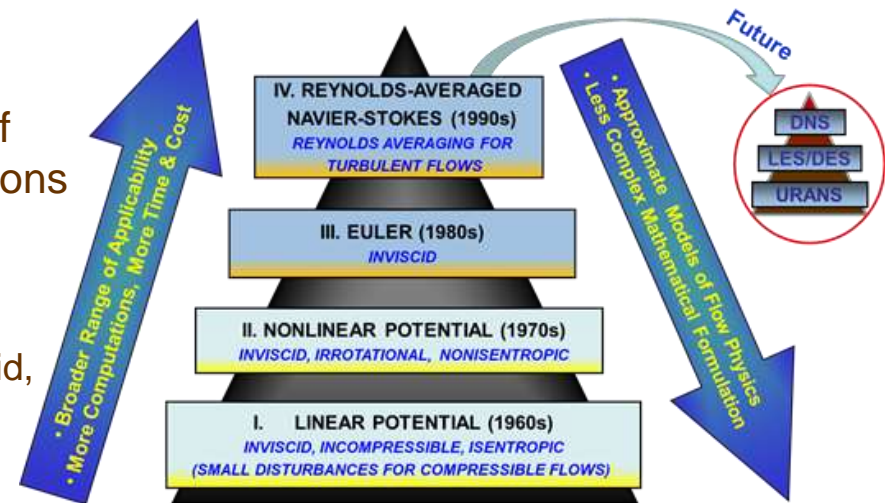 f
ions
id,
• Broader Range of Applicability
• More Computations, More Time & Cost
IV. REYNOLDS-AVERAGED
NAVIER-STOKES (1990s)
REYNOLDS AVERAGING FOR
TURBULENT FLOWS
III. EULER (1980s)
INVISCID
II. NONLINEAR POTENTIAL (1970s)
INVISCID, IRROTATIONAL, NONISENTROPIC
I. LINEAR POTENTIAL (1960s)
INVISCID, INCOMPRESSIBLE, ISENTROPIC
(SMALL DISTURBANCES FOR COMPRESSIBLE FLOWS)
• Approximate Models of Flow Physics
• Less Complex Mathematical Formulation
Future
DNS
LES/DES
URANS